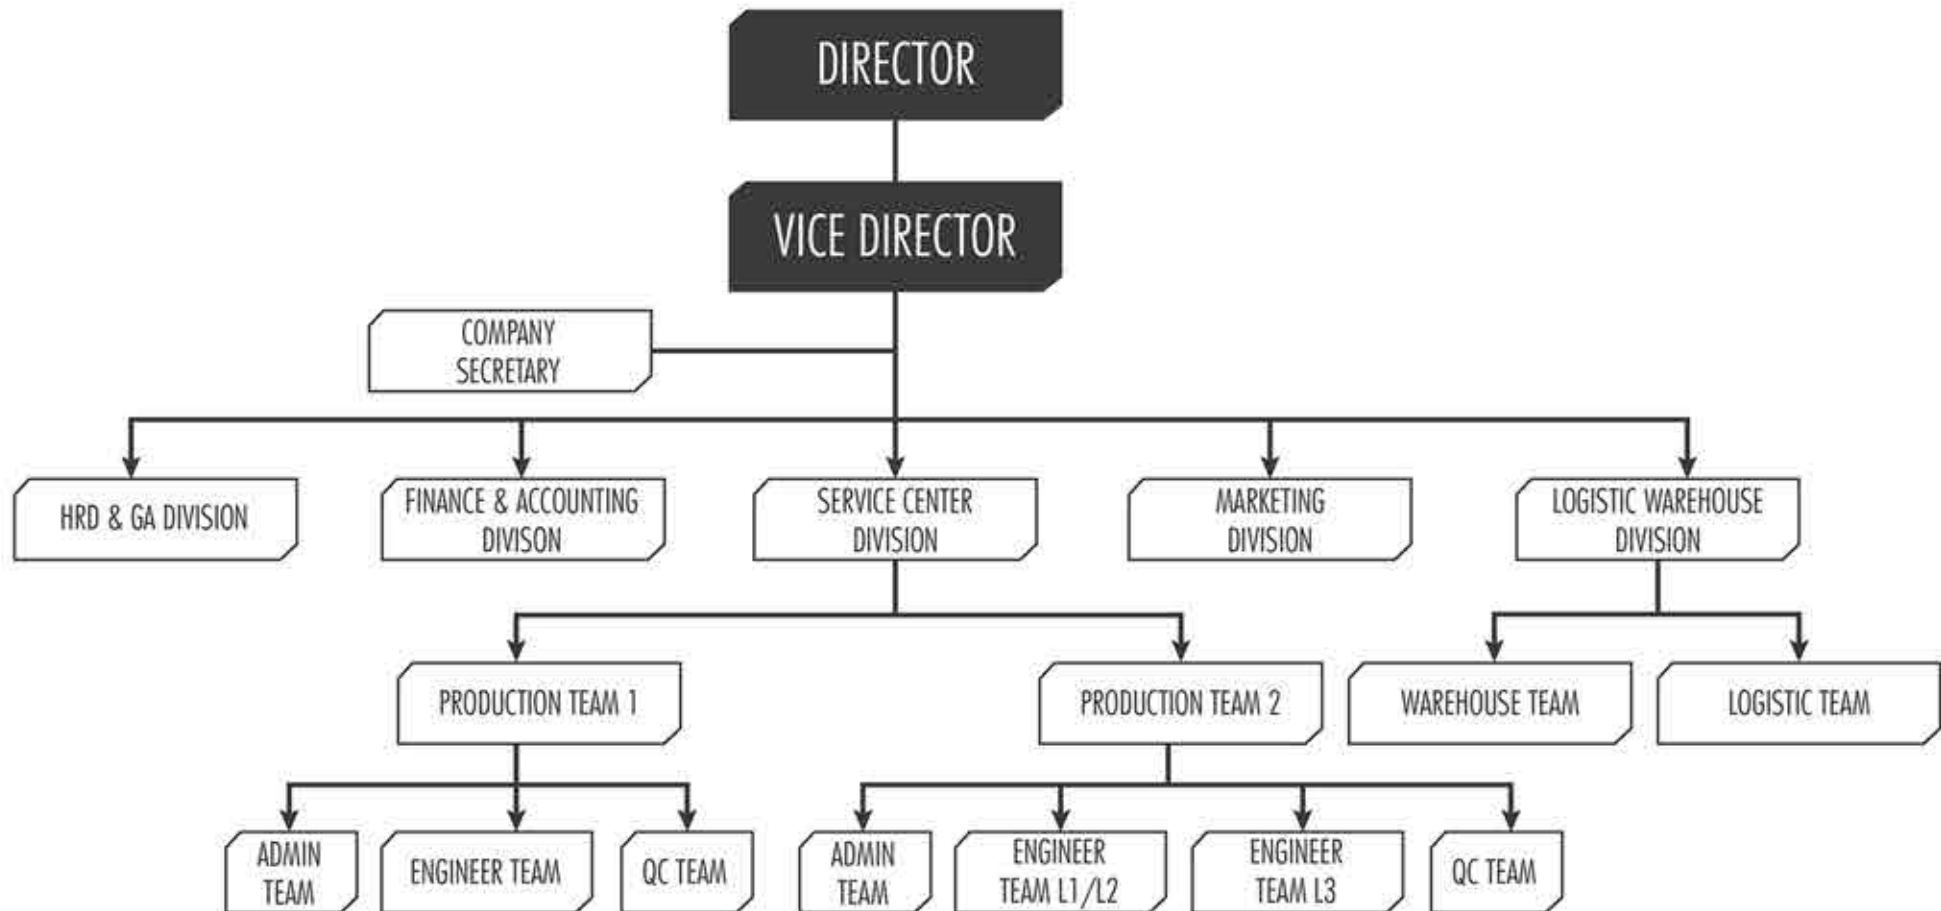 DIRECTOR
VICE DIRECTOR
COMPANY
SECRETARY
HRD & GA DIVISION
FINANCE & ACCOUNTING
DIVISON
SERVICE CENTER
DIVISION
MARKETING
DIVISION
LOGISTIC WAREHOUSE
DIVISION
PRODUCTION TEAM 1
PRODUCTION TEAM 2
WAREHOUSE TEAM
LOGISTIC TEAM
ADMIN
TEAM
ENGINEER TEAM
QC TEAM
ADMIN
TEAM
ENGINEER
TEAM L1/L2
ENGINEER
TEAM L3
QC TEAM